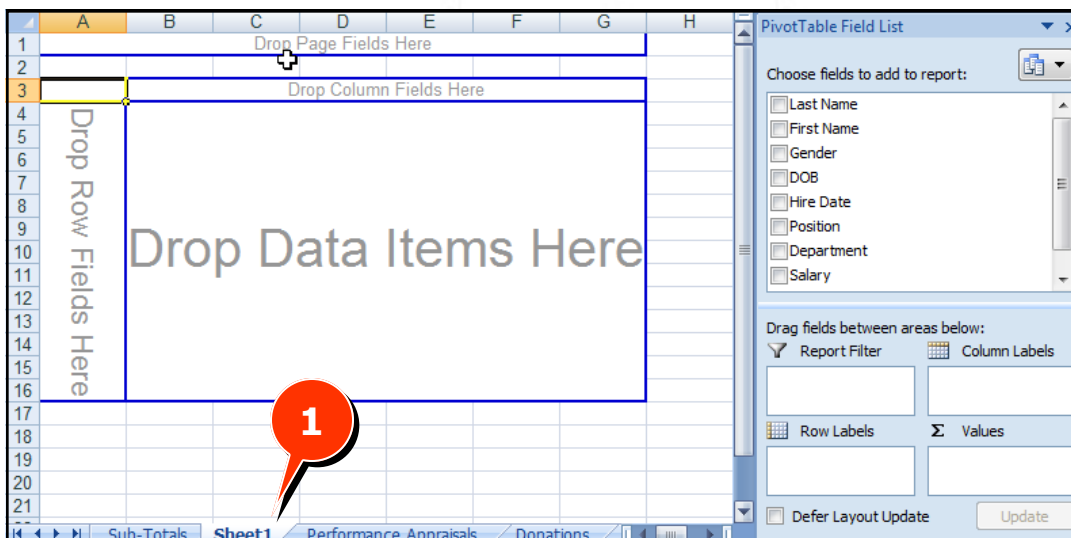 A B C D E F G H
1 Drop Page Fields Here
2
3 Drop Column Fields Here
4
5
6
7
8
9
10
11
12
13
14
15
16
17
18
19
20
21
Drop Row Fields Here
Drop Data Items Here
1
Sub-Totals Sheet1 Performance Appraisals Donations
PivotTable Field List
Choose fields to add to report:
Last Name
First Name
Gender
DOB
Hire Date
Position
Department
Salary
Drag fields between areas below:
Report Filter Column Labels
Row Labels Σ Values
Defer Layout Update Update